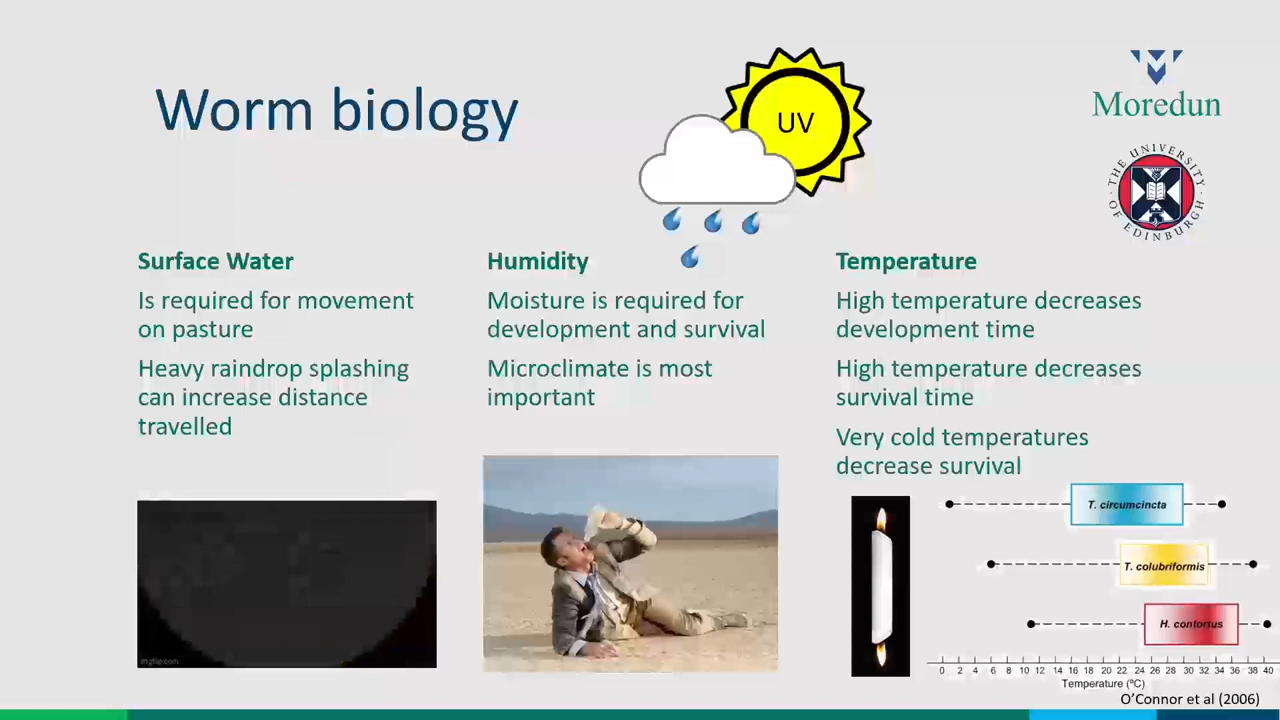 Worm biology
UV
Moredun
THE UNIVERSITY OF EDINBURGH
Surface Water
Is required for movement
on pasture
Heavy raindrop splashing
can increase distance
travelled
Humidity
Moisture is required for
development and survival
Microclimate is most
important
Temperature
High temperature decreases
development time
High temperature decreases
survival time
Very cold temperatures
decrease survival
imgflip.com
T. circumcincta
T. colubriformis
H. contortus
0 2 4 6 8 10 12 14 16 18 20 22 24 26 28 30 32 34 36 38 40
Temperature (ºC)
O'Connor et al (2006)